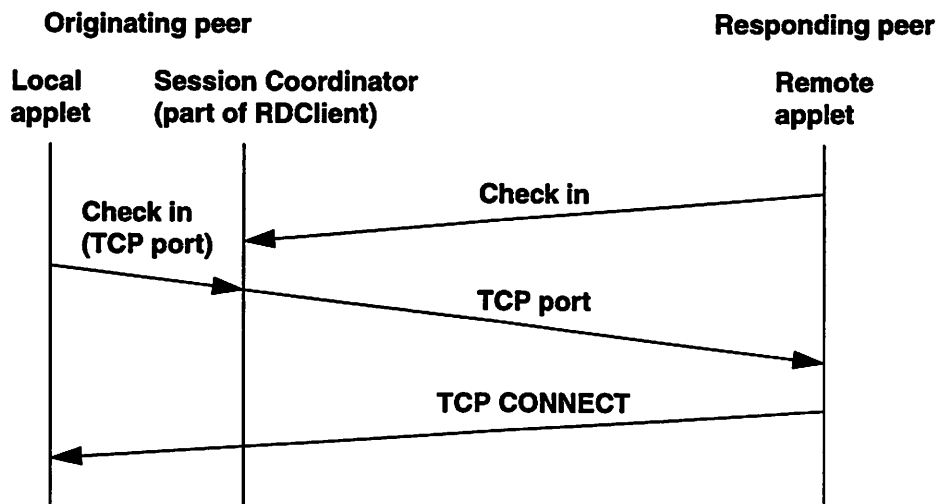 Originating peer
Responding peer
Local
applet
Session Coordinator
(part of RDClient)
Remote
applet
Check in
Check in
(TCP port)
TCP port
TCP CONNECT